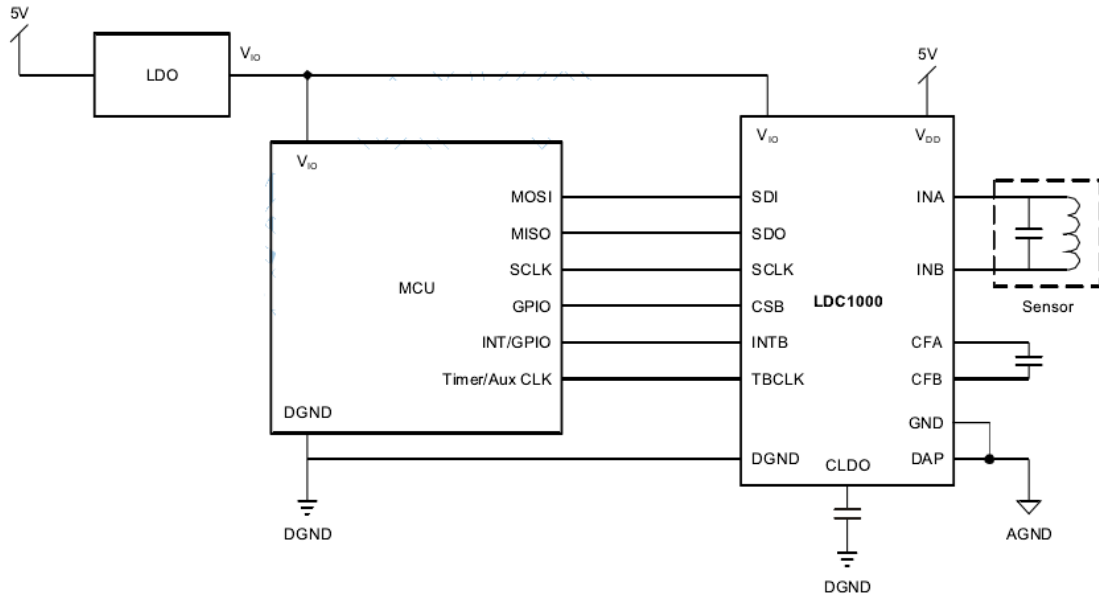 5V
LDO
VIO
5V
VIO
VIO
VDD
MOSI
SDI
INA
MISO
SDO
SCLK
SCLK
INB
MCU
LDC1000
GPIO
CSB
Sensor
INT/GPIO
INTB
CFA
Timer/Aux CLK
TBCLK
CFB
DGND
GND
DGND
CLDO
DAP
DGND
AGND
DGND